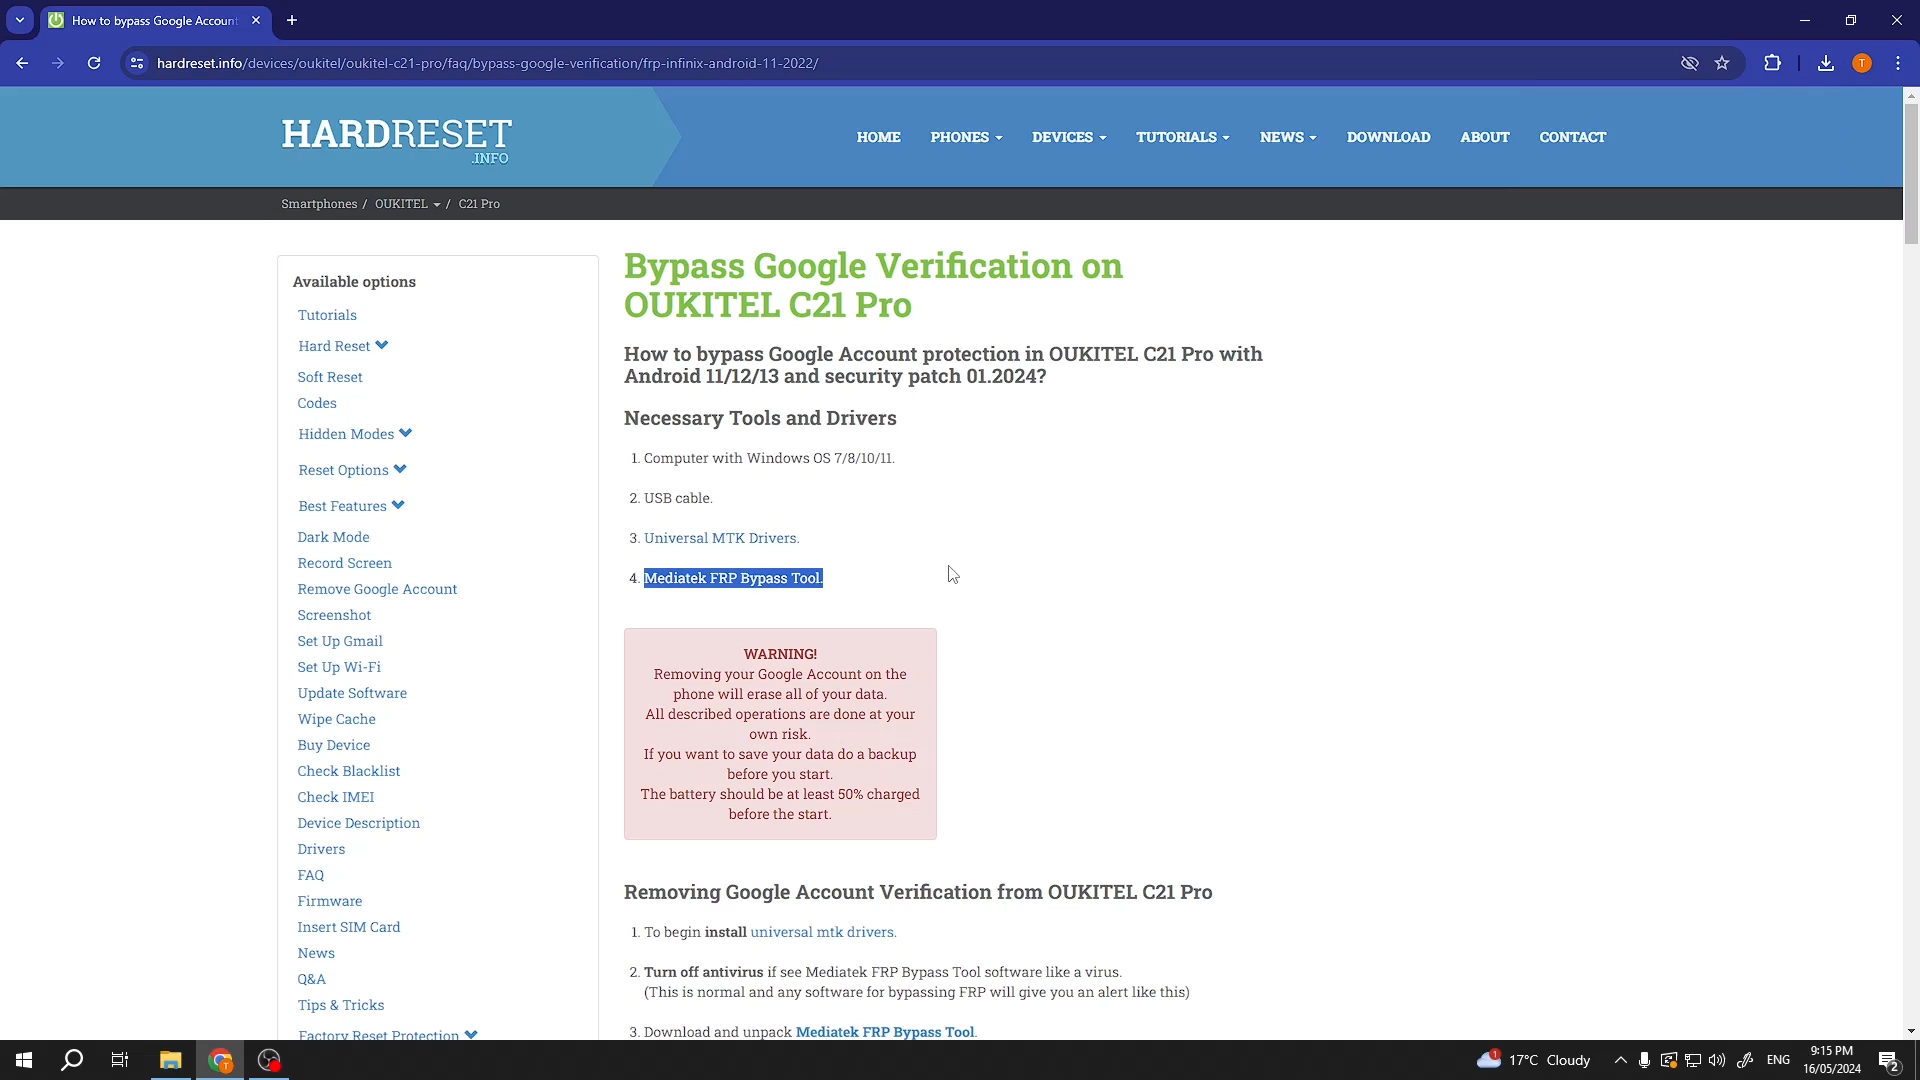 How to bypass Google Accoun
hardreset.info/devices/oukitel/oukitel-c21-pro/faq/bypass-google-verification/frp-infinix-android-11-2022/
T
HARDRESET
.INFO
HOME
PHONES
DEVICES
TUTORIALS
NEWS
DOWNLOAD
ABOUT
CONTACT
Smartphones / OUKITEL / C21 Pro
Available options
Tutorials
Hard Reset
Soft Reset
Codes
Hidden Modes
Reset Options
Best Features
Dark Mode
Record Screen
Remove Google Account
Screenshot
Set Up Gmail
Set Up Wi-Fi
Update Software
Wipe Cache
Buy Device
Check Blacklist
Check IMEI
Device Description
Drivers
FAQ
Firmware
Insert SIM Card
News
Q&A
Tips & Tricks
Factory Reset Protection
Bypass Google Verification on
OUKITEL C21 Pro
How to bypass Google Account protection in OUKITEL C21 Pro with
Android 11/12/13 and security patch 01.2024?
Necessary Tools and Drivers
1. Computer with Windows OS 7/8/10/11.
2. USB cable.
3. Universal MTK Drivers.
4. Mediatek FRP Bypass Tool.
WARNING!
Removing your Google Account on the
phone will erase all of your data.
All described operations are done at your
own risk.
If you want to save your data do a backup
before you start.
The battery should be at least 50% charged
before the start.
Removing Google Account Verification from OUKITEL C21 Pro
1. To begin install universal mtk drivers.
2. Turn off antivirus if see Mediatek FRP Bypass Tool software like a virus.
(This is normal and any software for bypassing FRP will give you an alert like this)
3. Download and unpack Mediatek FRP Bypass Tool.
T
1
17°C Cloudy
ENG
9:15 PM
16/05/2024
2